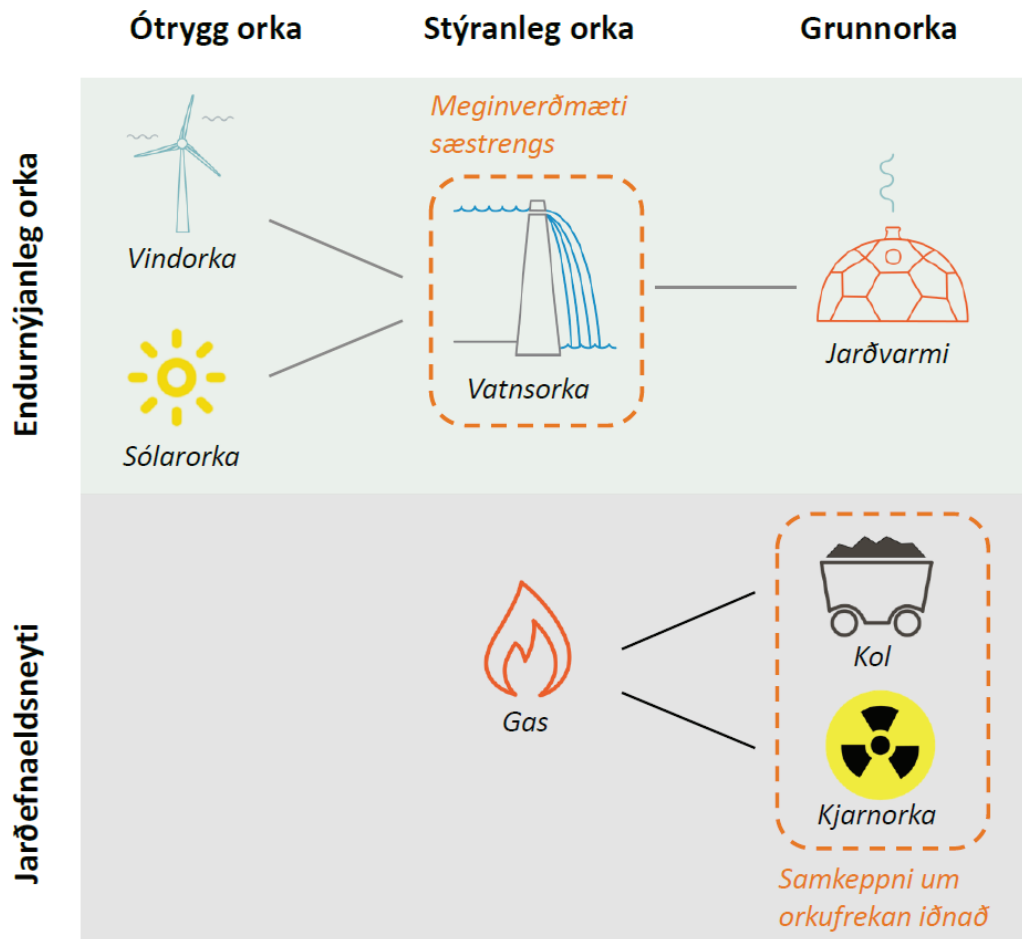 Ótrygg orka
Stýranleg orka
Grunnorka
Endurnýjanleg orka
Meginverðmæti
sæstrengs
Vindorka
Sólarorka
Vatnsorka
Jarðvarmi
Jarðefnaeldsneyti
Gas
Kol
Kjarnorka
Samkeppni um
orkufrekan iðnað